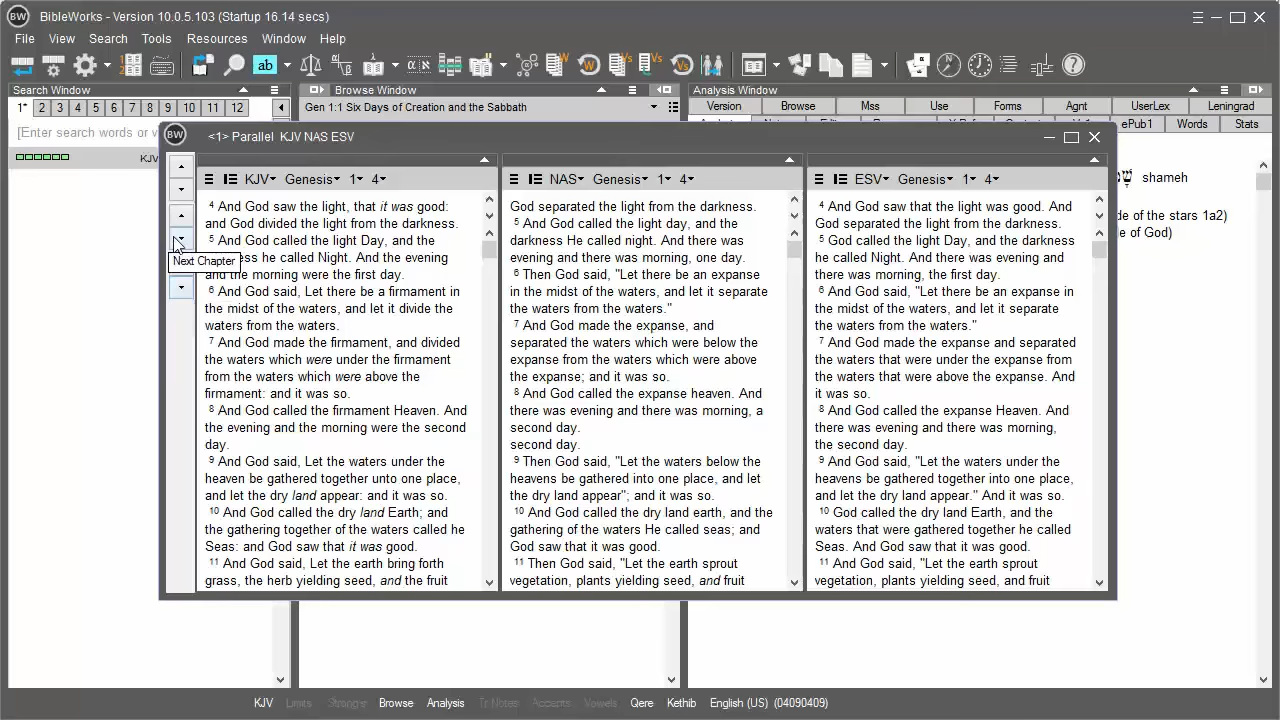 BW BibleWorks - Version 10.0.5.103 (Startup 16.14 secs)
File View Search Tools Resources Window Help
Search Window
Browse Window
Analysis Window
1* 2 3 4 5 6 7 8 9 10 11 12
Gen 1:1 Six Days of Creation and the Sabbath
Version Browse Mss Use Forms Agnt UserLex Leningrad
ePub1 Words Stats
[Enter search words or v
KJV
shameh
de of the stars 1a2)
le of God)
BW <1> Parallel KJV NAS ESV
Next Chapter
KJV Genesis 1 4
4 And God saw the light, that it was good:
and God divided the light from the darkness.
5 And God called the light Day, and the
ess he called Night. And the evening
and the morning were the first day.
6 And God said, Let there be a firmament in
the midst of the waters, and let it divide the
waters from the waters.
7 And God made the firmament, and divided
the waters which were under the firmament
from the waters which were above the
firmament: and it was so.
8 And God called the firmament Heaven. And
the evening and the morning were the second
day.
9 And God said, Let the waters under the
heaven be gathered together unto one place,
and let the dry land appear: and it was so.
10 And God called the dry land Earth; and
the gathering together of the waters called he
Seas: and God saw that it was good.
11 And God said, Let the earth bring forth
grass, the herb yielding seed, and the fruit
NAS Genesis 1 4
God separated the light from the darkness.
5 And God called the light day, and the
darkness He called night. And there was
evening and there was morning, one day.
6 Then God said, "Let there be an expanse
in the midst of the waters, and let it separate
the waters from the waters."
7 And God made the expanse, and
separated the waters which were below the
expanse from the waters which were above
the expanse; and it was so.
8 And God called the expanse heaven. And
there was evening and there was morning, a
second day.
second day.
9 Then God said, "Let the waters below the
heavens be gathered into one place, and let
the dry land appear"; and it was so.
10 And God called the dry land earth, and the
gathering of the waters He called seas; and
God saw that it was good.
11 Then God said, "Let the earth sprout
vegetation, plants yielding seed, and fruit
ESV Genesis 1 4
4 And God saw that the light was good. And
God separated the light from the darkness.
5 God called the light Day, and the darkness
he called Night. And there was evening and
there was morning, the first day.
6 And God said, "Let there be an expanse in
the midst of the waters, and let it separate
the waters from the waters."
7 And God made the expanse and separated
the waters that were under the expanse from
the waters that were above the expanse. And
it was so.
8 And God called the expanse Heaven. And
there was evening and there was morning,
the second day.
9 And God said, "Let the waters under the
heavens be gathered together into one place,
and let the dry land appear." And it was so.
10 God called the dry land Earth, and the
waters that were gathered together he called
Seas. And God saw that it was good.
11 And God said, "Let the earth sprout
vegetation, plants yielding seed, and fruit
KJV Limits Stronger Browse Analysis Tr Notes Accents Vowels Qere Kethib English (US) (04090409)